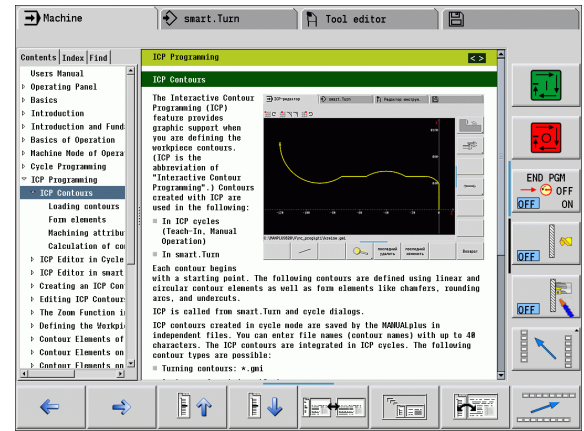 Machine
smart.Turn
Tool editor
Contents Index Find
Users Manual
Operating Panel
Basics
Introduction
Introduction and Fund
Basics of Operation
Machine Mode of Opera
Cycle Programming
ICP Programming
ICP Contours
Loading contours
Form elements
Machining attribu
Calculation of co
ICP Editor in Cycle
ICP Editor in smart
Creating an ICP Con
Editing ICP Contour
The Zoom Function i
Defining the Workpi
Contour Elements of
Contour Elements on
Contour Elements on
ICP Programming
< >
ICP Contours
The Interactive Contour
Programming (ICP)
feature provides
graphic support when
you are defining the
workpiece contours.
(ICP is the
abbreviation of
"Interactive Contour
Programming".) Contours
created with ICP are
used in the following:
In ICP cycles
(Teach-In, Manual
Operation)
In smart.Turn
Each contour begins
with a starting point. The following contours are defined using linear and
circular contour elements as well as form elements like chamfers, rounding
arcs, and undercuts.
ICP is called from smart.Turn and cycle dialogs.
ICP contours created in cycle mode are saved by the MANUALplus in
independent files. You can enter file names (contour names) with up to 40
characters. The ICP contours are integrated in ICP cycles. The following
contour types are possible:
Turning contours: *.gmi
ICP-редактор
smart.Turn
Возврат
END PGM
OFF
OFF ON
OFF
OFF